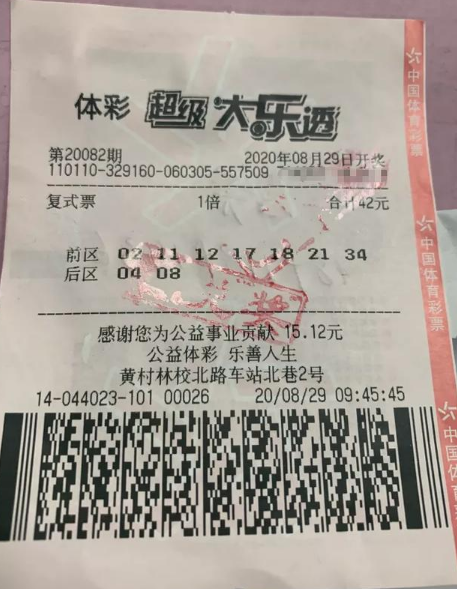 体彩 超级大乐透
第20082期 2020年08月29日开奖
110110-329160-060305-557509
复式票 1倍 合计42元
前区 02 11 12 17 18 21 34
后区 04 08
感谢您为公益事业贡献 15.12元
公益体彩 乐善人生
黄村林校北路车站北巷2号
14-044023-101 00026 20/08/29 09:45:45
中国体育彩票
中国体育彩票
中国体